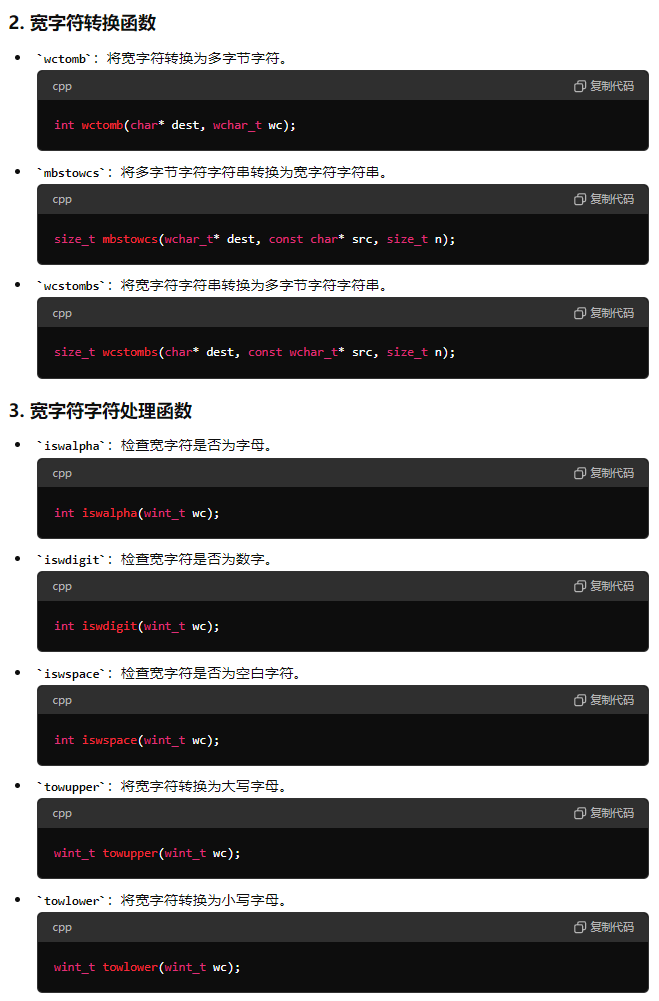 2. 宽字符转换函数
• `wctomb`：将宽字符转换为多字节字符。
cpp 复制代码
int wctomb(char* dest, wchar_t wc);
• `mbstowcs`：将多字节字符字符串转换为宽字符字符串。
cpp 复制代码
size_t mbstowcs(wchar_t* dest, const char* src, size_t n);
• `wcstombs`：将宽字符字符串转换为多字节字符字符串。
cpp 复制代码
size_t wcstombs(char* dest, const wchar_t* src, size_t n);
3. 宽字符字符处理函数
• `iswalpha`：检查宽字符是否为字母。
cpp 复制代码
int iswalpha(wint_t wc);
• `iswdigit`：检查宽字符是否为数字。
cpp 复制代码
int iswdigit(wint_t wc);
• `iswspace`：检查宽字符是否为空白字符。
cpp 复制代码
int iswspace(wint_t wc);
• `towupper`：将宽字符转换为大写字母。
cpp 复制代码
wint_t towupper(wint_t wc);
• `towlower`：将宽字符转换为小写字母。
cpp 复制代码
wint_t towlower(wint_t wc);